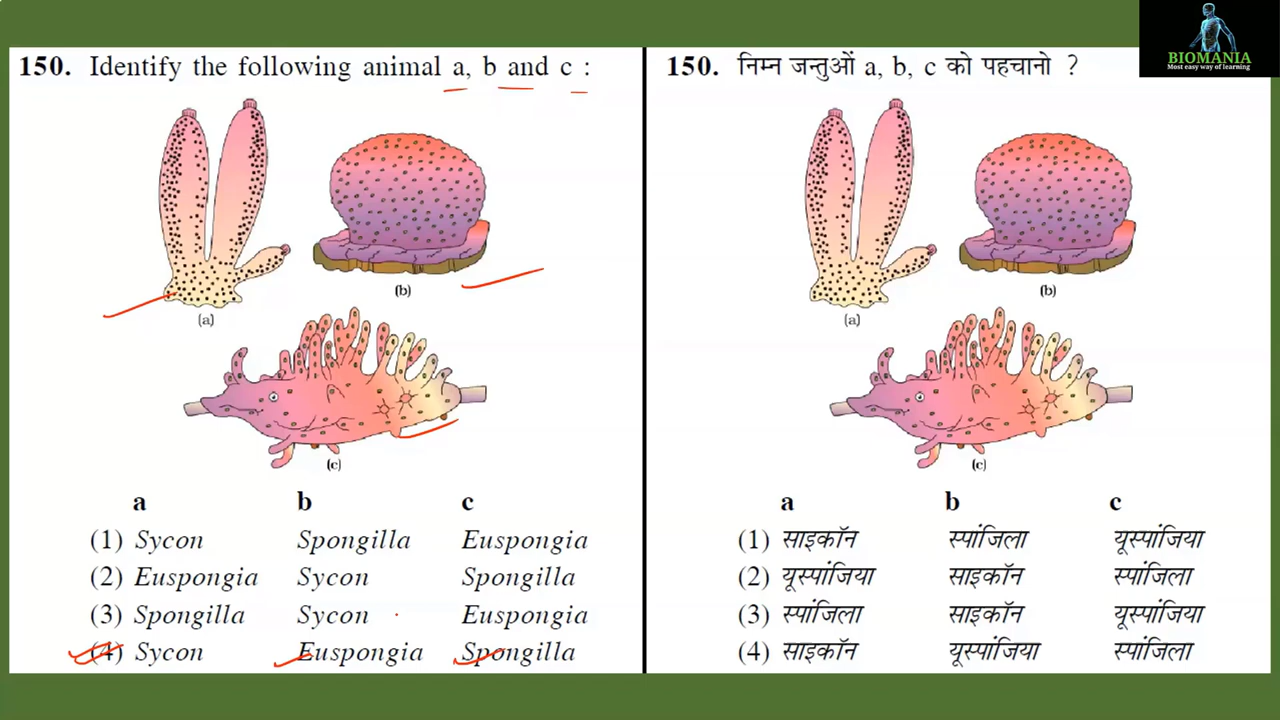 BIOMANIA
Most easy way of learning
150. Identify the following animal a, b and c :
(a)
(b)
(c)
a b c
(1) Sycon Spongilla Euspongia
(2) Euspongia Sycon Spongilla
(3) Spongilla Sycon Euspongia
(4) Sycon Euspongia Spongilla
150. निम्न जन्तुओं a, b, c को पहचानो ?
(a)
(b)
(c)
a b c
(1) साइकॉन स्पांजिला यूस्पांजिया
(2) यूस्पांजिया साइकॉन स्पांजिला
(3) स्पांजिला साइकॉन यूस्पांजिया
(4) साइकॉन यूस्पांजिया स्पांजिला